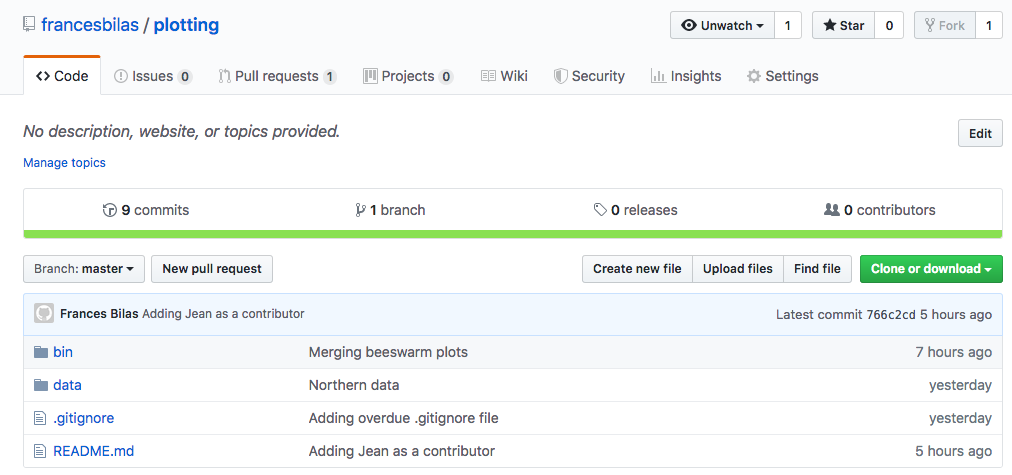 francesbilas / plotting Unwatch 1 Star 0 Fork 1
Code Issues 0 Pull requests 1 Projects 0 Wiki Security Insights Settings
No description, website, or topics provided. Edit
Manage topics
9 commits 1 branch 0 releases 0 contributors
Branch: master New pull request Create new file Upload files Find file Clone or download
Frances Bilas Adding Jean as a contributor Latest commit 766c2cd 5 hours ago
bin Merging beeswarm plots 7 hours ago
data Northern data yesterday
.gitignore Adding overdue .gitignore file yesterday
README.md Adding Jean as a contributor 5 hours ago